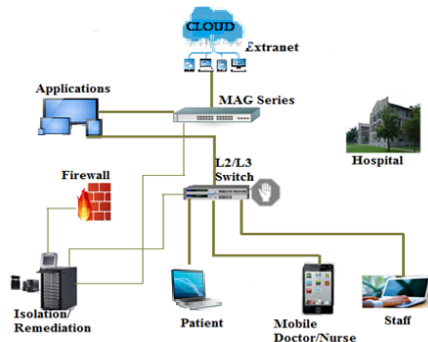 CLOUD
Extranet
Applications
MAG Series
L2/L3
Switch
Hospital
Firewall
Isolation/
Remediation
Patient
Mobile
Doctor/Nurse
Staff